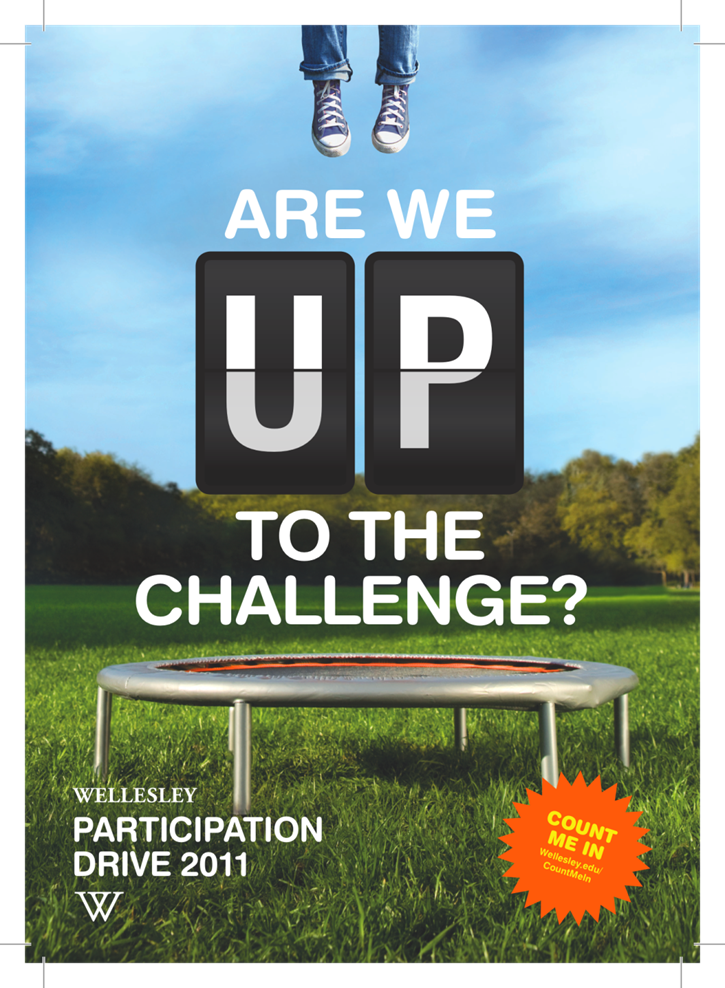 ARE WE
UP
TO THE
CHALLENGE?
WELLESLEY
PARTICIPATION
DRIVE 2011
W
COUNT
ME IN
Wellesley.edu/
CountMeIn